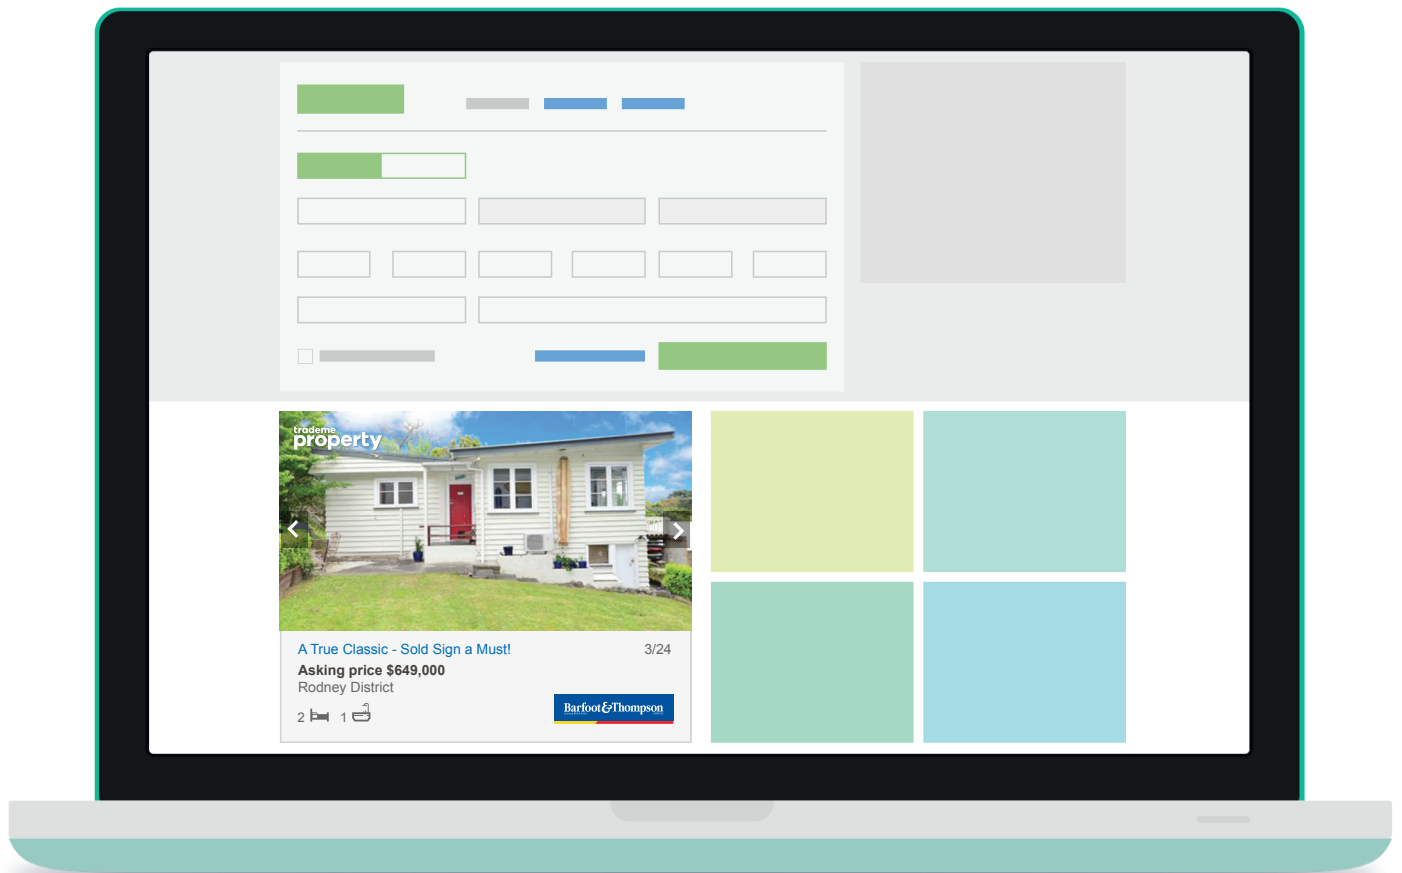 trademe
property
A True Classic - Sold Sign a Must!
3/24
Asking price $649,000
Rodney District
2
1
Barfoot&Thompson